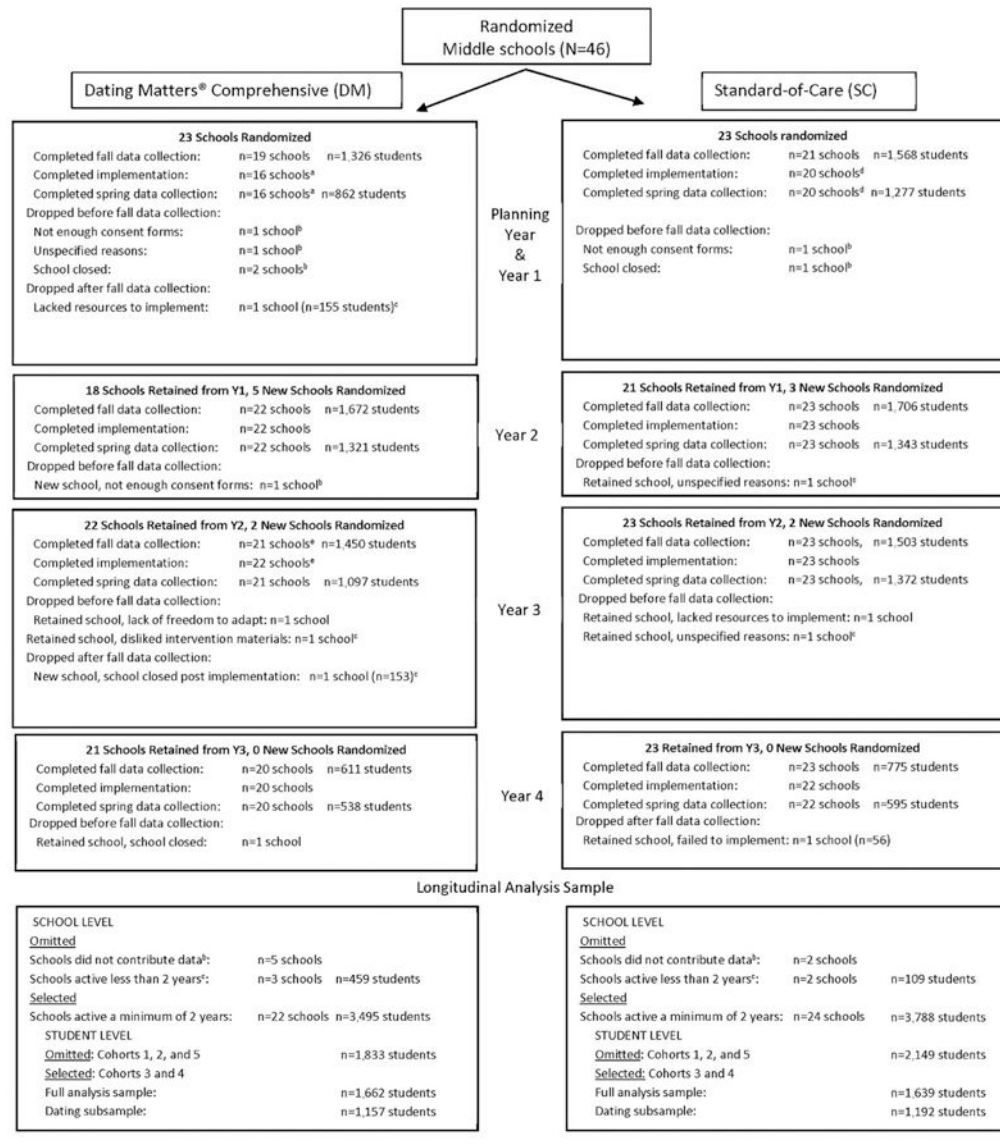 Randomized
Middle schools (N=46)
Dating Matters® Comprehensive (DM)
Standard-of-Care (SC)
23 Schools Randomized
Completed fall data collection: n=19 schools n=1,326 students
Completed implementation: n=16 schoolsᵃ
Completed spring data collection: n=16 schoolsᵃ n=862 students
Dropped before fall data collection:
Not enough consent forms: n=1 schoolᵇ
Unspecified reasons: n=1 schoolᵇ
School closed: n=2 schoolsᵇ
Dropped after fall data collection:
Lacked resources to implement: n=1 school (n=155 students)ᶜ
Planning
Year
&
Year 1
23 Schools randomized
Completed fall data collection: n=21 schools n=1,568 students
Completed implementation: n=20 schoolsᵈ
Completed spring data collection: n=20 schoolsᵈ n=1,277 students
Dropped before fall data collection:
Not enough consent forms: n=1 schoolᵇ
School closed: n=1 schoolᵇ
18 Schools Retained from Y1, 5 New Schools Randomized
Completed fall data collection: n=22 schools n=1,672 students
Completed implementation: n=22 schools
Completed spring data collection: n=22 schools n=1,321 students
Dropped before fall data collection:
New school, not enough consent forms: n=1 schoolᵇ
Year 2
21 Schools Retained from Y1, 3 New Schools Randomized
Completed fall data collection: n=23 schools n=1,706 students
Completed implementation: n=23 schools
Completed spring data collection: n=23 schools n=1,343 students
Dropped before fall data collection:
Retained school, unspecified reasons: n=1 schoolᶜ
22 Schools Retained from Y2, 2 New Schools Randomized
Completed fall data collection: n=21 schoolsᵉ n=1,450 students
Completed implementation: n=22 schoolsᵉ
Completed spring data collection: n=21 schools n=1,097 students
Dropped before fall data collection:
Retained school, lack of freedom to adapt: n=1 school
Retained school, disliked intervention materials: n=1 schoolᶜ
Dropped after fall data collection:
New school, school closed post implementation: n=1 school (n=153)ᶜ
Year 3
23 Schools Retained from Y2, 2 New Schools Randomized
Completed fall data collection: n=23 schools, n=1,503 students
Completed implementation: n=23 schools
Completed spring data collection: n=23 schools, n=1,372 students
Dropped before fall data collection:
Retained school, lacked resources to implement: n=1 school
Retained school, unspecified reasons: n=1 schoolᶜ
21 Schools Retained from Y3, 0 New Schools Randomized
Completed fall data collection: n=20 schools n=611 students
Completed implementation: n=20 schools
Completed spring data collection: n=20 schools n=538 students
Dropped before fall data collection:
Retained school, school closed: n=1 school
Year 4
23 Retained from Y3, 0 New Schools Randomized
Completed fall data collection: n=23 schools n=775 students
Completed implementation: n=22 schools
Completed spring data collection: n=22 schools n=595 students
Dropped after fall data collection:
Retained school, failed to implement: n=1 school (n=56)
Longitudinal Analysis Sample
SCHOOL LEVEL
Omitted
Schools did not contribute dataᵇ: n=5 schools
Schools active less than 2 yearsᶜ: n=3 schools n=459 students
Selected
Schools active a minimum of 2 years: n=22 schools n=3,495 students
STUDENT LEVEL
Omitted: Cohorts 1, 2, and 5 n=1,833 students
Selected: Cohorts 3 and 4
Full analysis sample: n=1,662 students
Dating subsample: n=1,157 students
SCHOOL LEVEL
Omitted
Schools did not contribute dataᵇ: n=2 schools
Schools active less than 2 yearsᶜ: n=2 schools n=109 students
Selected
Schools active a minimum of 2 years: n=24 schools n=3,788 students
STUDENT LEVEL
Omitted: Cohorts 1, 2, and 5 n=2,149 students
Selected: Cohorts 3 and 4
Full analysis sample: n=1,639 students
Dating subsample: n=1,192 students